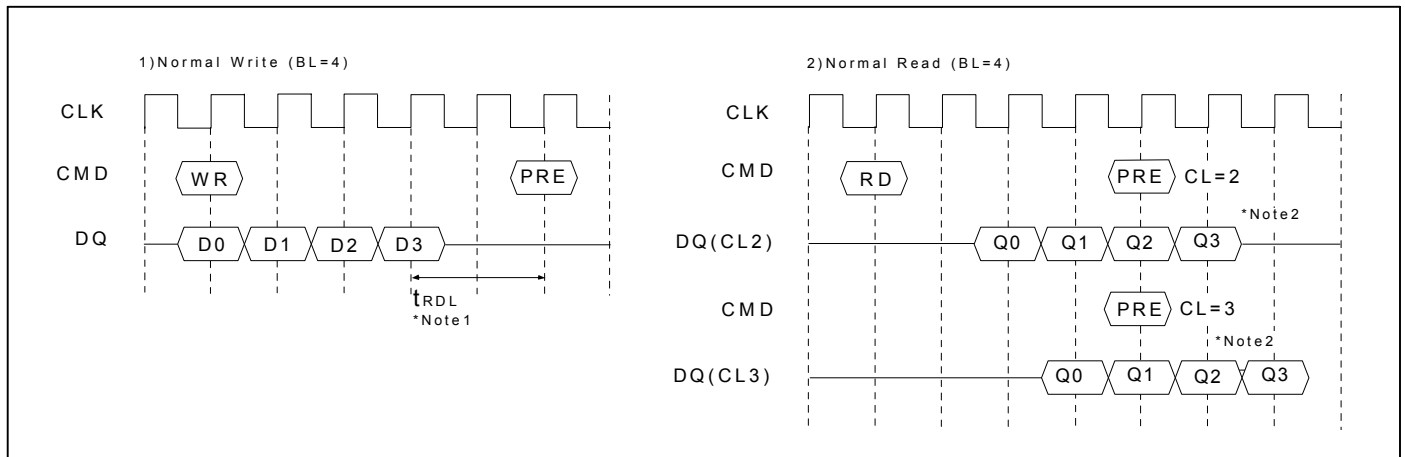 1)Normal Write (BL=4)
CLK
CMD WR PRE
DQ D0 D1 D2 D3
tRDL
*Note1
2)Normal Read (BL=4)
CLK
CMD RD PRE CL=2
*Note2
DQ(CL2) Q0 Q1 Q2 Q3
CMD PRE CL=3
*Note2
DQ(CL3) Q0 Q1 Q2 Q3